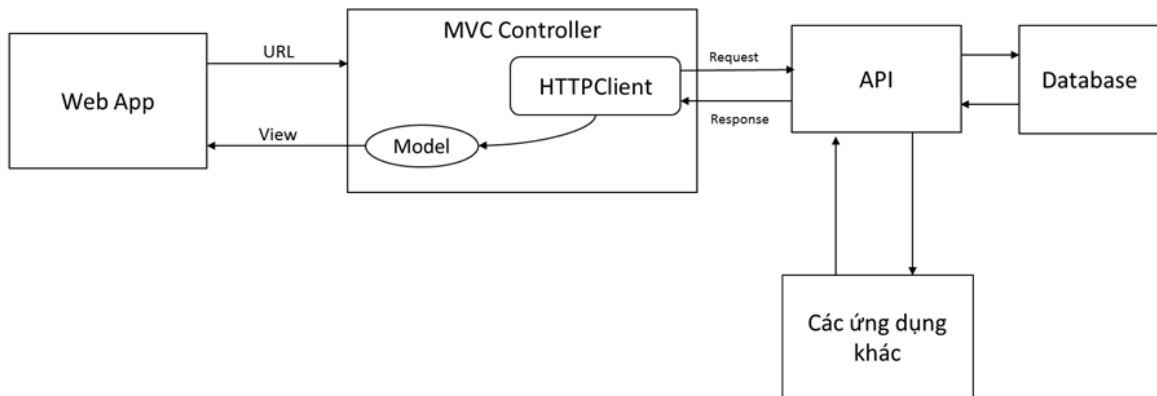 MVC Controller
URL
Web App
View
HTTPClient
Model
Request
Response
API
Database
Các ứng dụng
khác